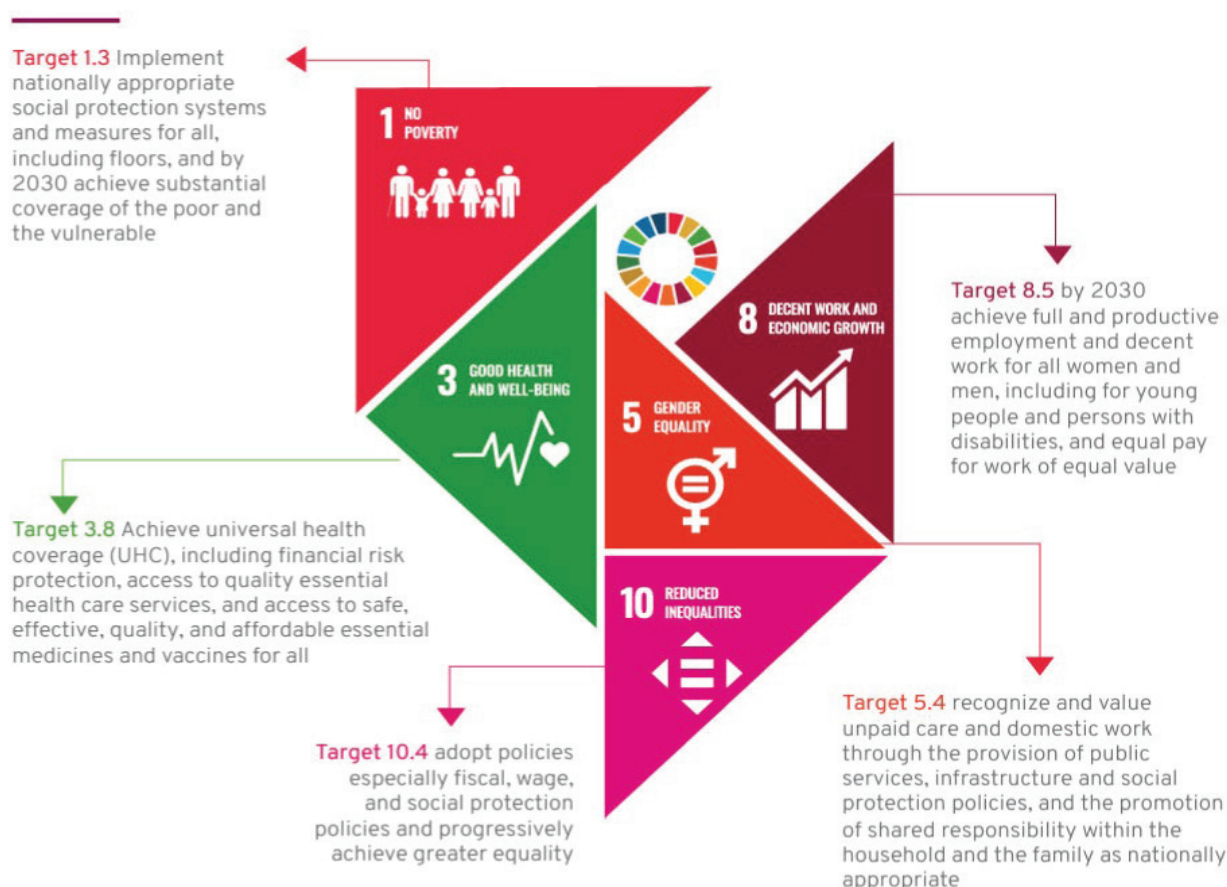 Target 1.3 Implement
nationally appropriate
social protection systems
and measures for all,
including floors, and by
2030 achieve substantial
coverage of the poor and
the vulnerable
1 NO
POVERTY
3 GOOD HEALTH
AND WELL-BEING
5 GENDER
EQUALITY
8 DECENT WORK AND
ECONOMIC GROWTH
10 REDUCED
INEQUALITIES
Target 8.5 by 2030
achieve full and productive
employment and decent
work for all women and
men, including for young
people and persons with
disabilities, and equal pay
for work of equal value
Target 3.8 Achieve universal health
coverage (UHC), including financial risk
protection, access to quality essential
health care services, and access to safe,
effective, quality, and affordable essential
medicines and vaccines for all
Target 10.4 adopt policies
especially fiscal, wage,
and social protection
policies and progressively
achieve greater equality
Target 5.4 recognize and value
unpaid care and domestic work
through the provision of public
services, infrastructure and social
protection policies, and the promotion
of shared responsibility within the
household and the family as nationally
appropriate